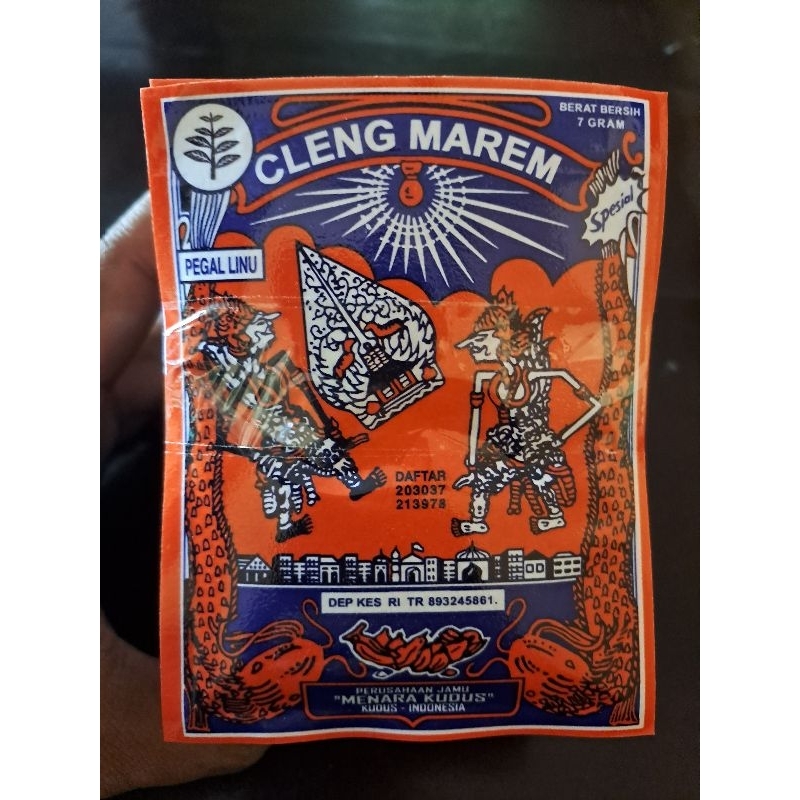 BERAT BERSIH
7 GRAM
CLENG MAREM
Spesial
PEGAL LINU
DAFTAR
203037
213978
DEP KES RI TR 893245861.
PERUSAHAAN JAMU
"MENARA KUDUS"
KUDUS - INDONESIA